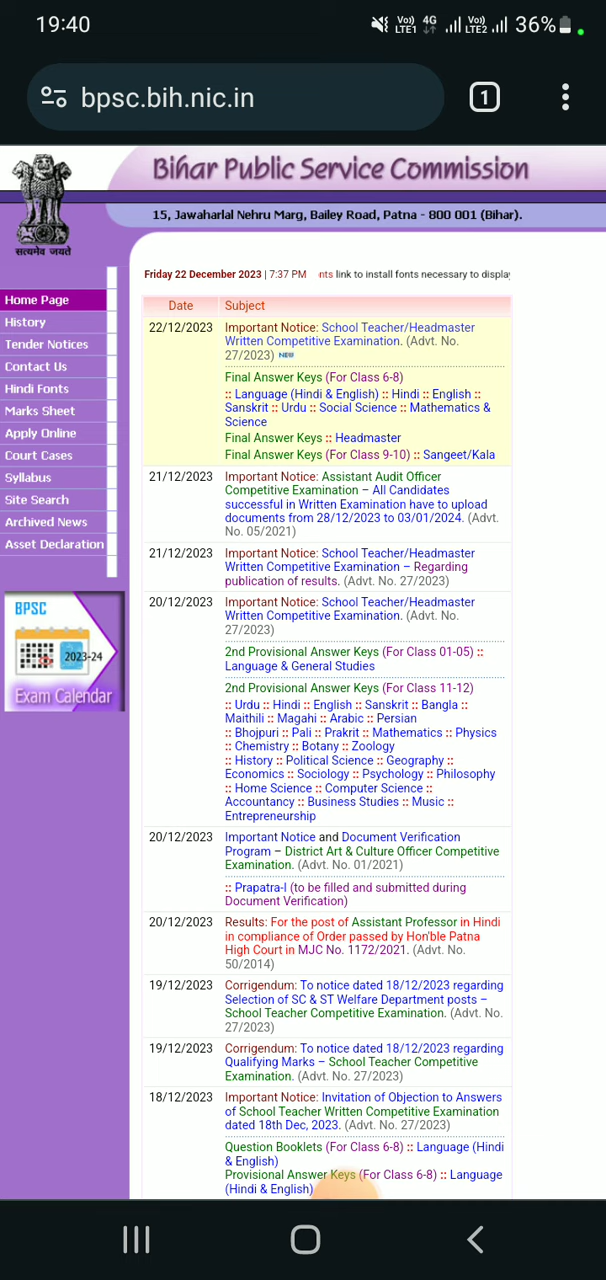 19:40
Vo)) LTE1 4G Vo)) LTE2 36%
bpsc.bih.nic.in
1
Bihar Public Service Commission
15, Jawaharlal Nehru Marg, Bailey Road, Patna - 800 001 (Bihar).
सत्यमेव जयते
Friday 22 December 2023 | 7:37 PM nts link to install fonts necessary to display
Home Page
History
Tender Notices
Contact Us
Hindi Fonts
Marks Sheet
Apply Online
Court Cases
Syllabus
Site Search
Archived News
Asset Declaration
BPSC
2023-24
Exam Calendar
Date Subject
22/12/2023 Important Notice: School Teacher/Headmaster
Written Competitive Examination. (Advt. No.
27/2023) NEW
Final Answer Keys (For Class 6-8)
:: Language (Hindi & English) :: Hindi :: English ::
Sanskrit :: Urdu :: Social Science :: Mathematics &
Science
Final Answer Keys :: Headmaster
Final Answer Keys (For Class 9-10) :: Sangeet/Kala
21/12/2023 Important Notice: Assistant Audit Officer
Competitive Examination – All Candidates
successful in Written Examination have to upload
documents from 28/12/2023 to 03/01/2024. (Advt.
No. 05/2021)
21/12/2023 Important Notice: School Teacher/Headmaster
Written Competitive Examination – Regarding
publication of results. (Advt. No. 27/2023)
20/12/2023 Important Notice: School Teacher/Headmaster
Written Competitive Examination. (Advt. No.
27/2023)
2nd Provisional Answer Keys (For Class 01-05) ::
Language & General Studies
2nd Provisional Answer Keys (For Class 11-12)
:: Urdu :: Hindi :: English :: Sanskrit :: Bangla ::
Maithili :: Magahi :: Arabic :: Persian
:: Bhojpuri :: Pali :: Prakrit :: Mathematics :: Physics
:: Chemistry :: Botany :: Zoology
:: History :: Political Science :: Geography ::
Economics :: Sociology :: Psychology :: Philosophy
:: Home Science :: Computer Science ::
Accountancy :: Business Studies :: Music ::
Entrepreneurship
20/12/2023 Important Notice and Document Verification
Program – District Art & Culture Officer Competitive
Examination. (Advt. No. 01/2021)
:: Prapatra-I (to be filled and submitted during
Document Verification)
20/12/2023 Results: For the post of Assistant Professor in Hindi
in compliance of Order passed by Hon'ble Patna
High Court in MJC No. 1172/2021. (Advt. No.
50/2014)
19/12/2023 Corrigendum: To notice dated 18/12/2023 regarding
Selection of SC & ST Welfare Department posts –
School Teacher Competitive Examination. (Advt. No.
27/2023)
19/12/2023 Corrigendum: To notice dated 18/12/2023 regarding
Qualifying Marks – School Teacher Competitive
Examination. (Advt. No. 27/2023)
18/12/2023 Important Notice: Invitation of Objection to Answers
of School Teacher Written Competitive Examination
dated 18th Dec, 2023. (Advt. No. 27/2023)
Question Booklets (For Class 6-8) :: Language (Hindi
& English)
Provisional Answer Keys (For Class 6-8) :: Language
(Hindi & English)